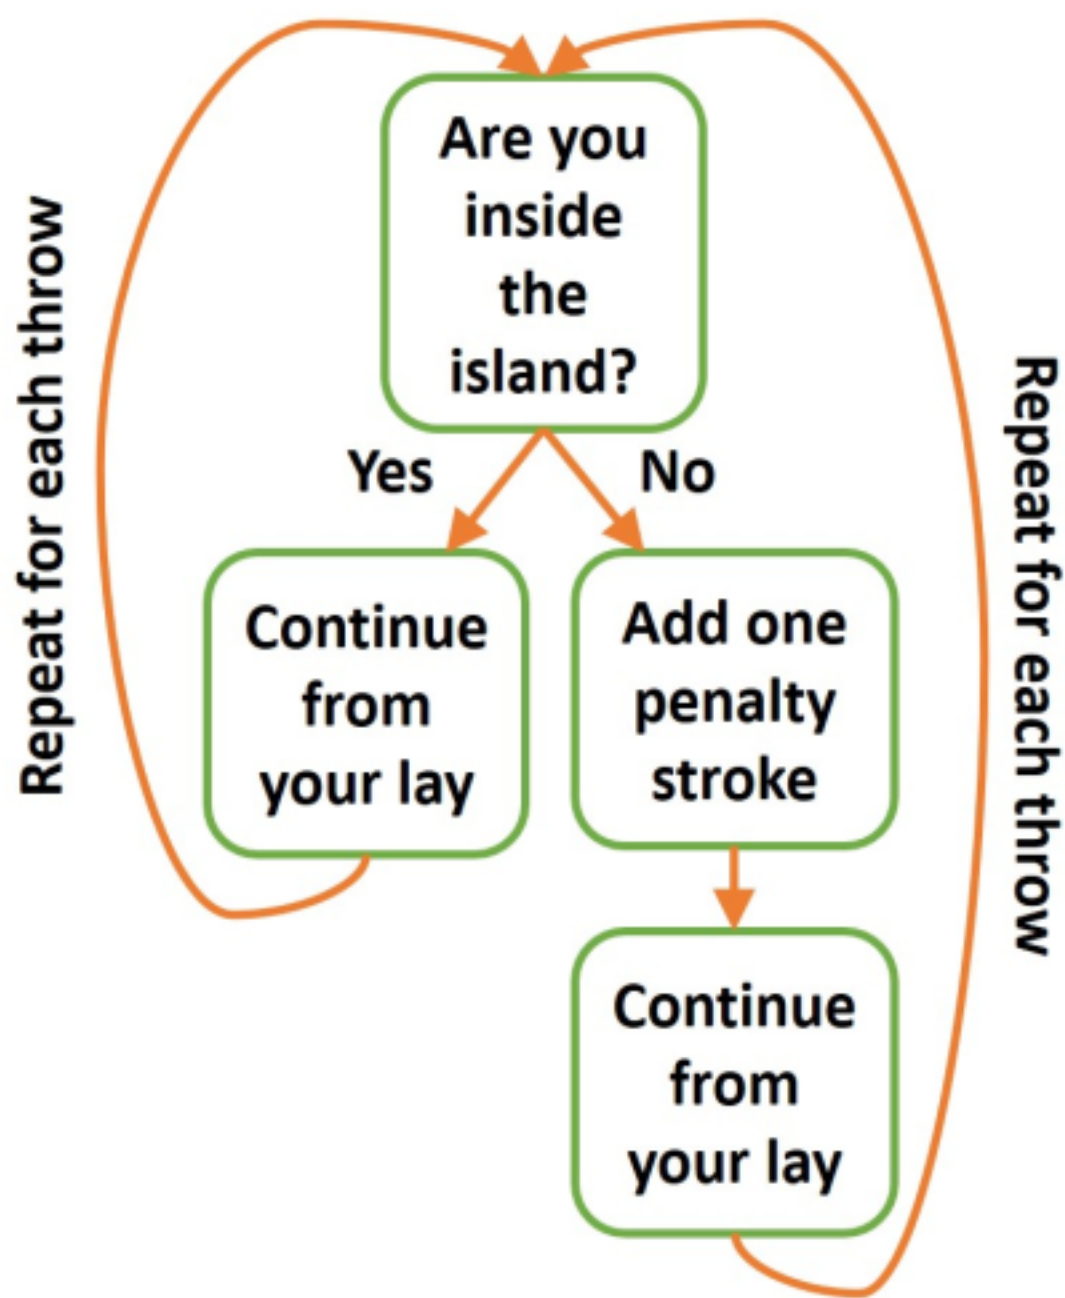 Are you
inside
the
island?
Yes
No
Continue
from
your lay
Add one
penalty
stroke
Continue
from
your lay
Repeat for each throw
Repeat for each throw